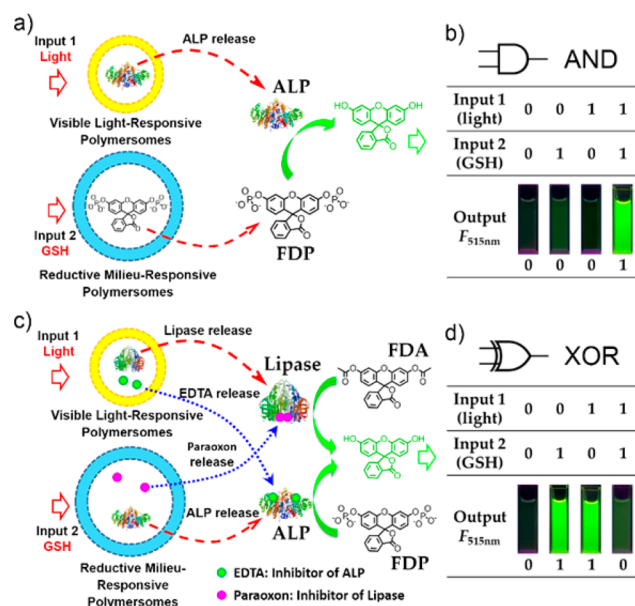 a)
Input 1
Light
ALP release
Visible Light-Responsive
Polymersomes
ALP
HO
O
OH
O
O
Input 2
GSH
Reductive Milieu-Responsive
Polymersomes
FDP
b)
AND
Input 1
(light)
0 0 1 1
Input 2
(GSH)
0 1 0 1
Output
F515nm
0 0 0 1
c)
Input 1
Light
Lipase release
EDTA release
Visible Light-Responsive
Polymersomes
Paraoxon
release
Lipase
FDA
HO
O
OH
O
O
Input 2
GSH
ALP release
ALP
FDP
Reductive Milieu-
Responsive
Polymersomes
EDTA: Inhibitor of ALP
Paraoxon: Inhibitor of Lipase
d)
XOR
Input 1
(light)
0 0 1 1
Input 2
(GSH)
0 1 0 1
Output
F515nm
0 1 1 0